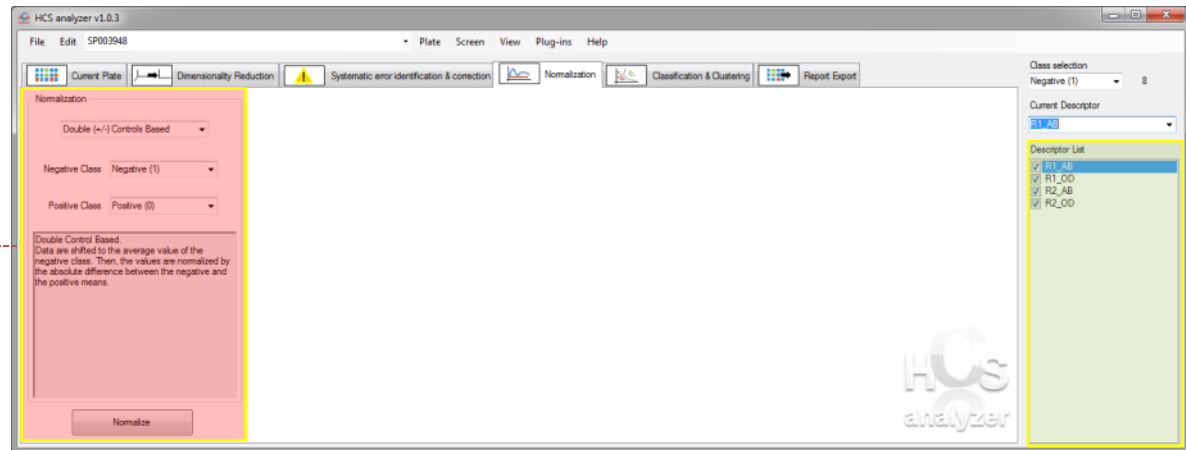 HCS analyzer v1.0.3
File Edit SP003948 Plate Screen View Plug-ins Help
Current Plate Dimensionality Reduction Systematic error identification & correction Normalization Classification & Clustering Report Export
Class selection
Negative (1) 8
Current Descriptor
R1_AB
Descriptor List
R1_AB
R1_OD
R2_AB
R2_OD
Normalization
Double (+/-) Controls Based
Negative Class Negative (1)
Positive Class Positive (0)
Double Control Based.
Data are shifted to the average value of the
negative class. Then, the values are normalized by
the absolute difference between the negative and
the positive means.
Normalize
HCS
analyzer